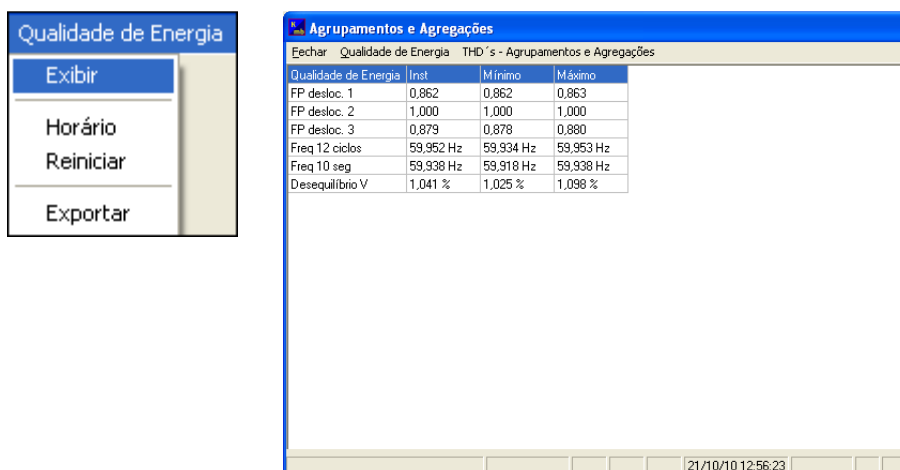 Qualidade de Energia
Exibir
Horário
Reiniciar
Exportar
Agrupamentos e Agregações
Fechar Qualidade de Energia THD´s - Agrupamentos e Agregações
Qualidade de Energia Inst Mínimo Máximo
FP desloc. 1 0,862 0,862 0,863
FP desloc. 2 1,000 1,000 1,000
FP desloc. 3 0,879 0,878 0,880
Freq 12 ciclos 59,952 Hz 59,934 Hz 59,953 Hz
Freq 10 seg 59,938 Hz 59,918 Hz 59,938 Hz
Desequilíbrio V 1,041 % 1,025 % 1,098 %
21/10/10 12:56:23